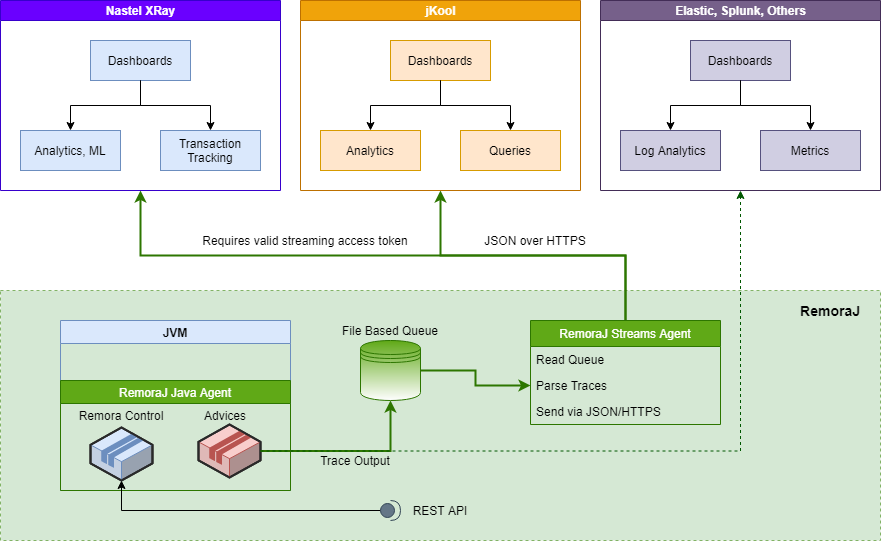 Nastel XRay
jKool
Elastic, Splunk, Others
Dashboards
Dashboards
Dashboards
Analytics, ML
Transaction
Tracking
Analytics
Queries
Log Analytics
Metrics
Requires valid streaming access token
JSON over HTTPS
RemoraJ
JVM
File Based Queue
RemoraJ Streams Agent
Read Queue
Parse Traces
Send via JSON/HTTPS
RemoraJ Java Agent
Remora Control
Advices
Trace Output
REST API